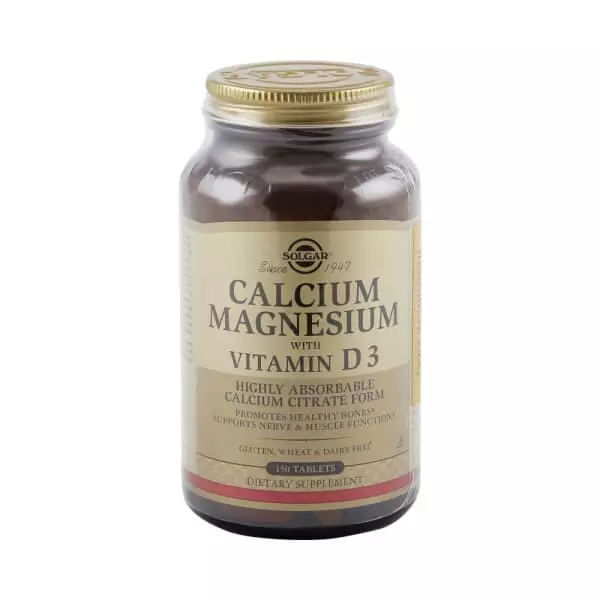 SOLGAR
Since 1947
CALCIUM
MAGNESIUM
WITH
VITAMIN D3
HIGHLY ABSORBABLE
CALCIUM CITRATE FORM
PROMOTES HEALTHY BONES*
SUPPORTS NERVE & MUSCLE FUNCTIONS
GLUTEN, WHEAT & DAIRY FREE
150 TABLETS
DIETARY SUPPLEMENT